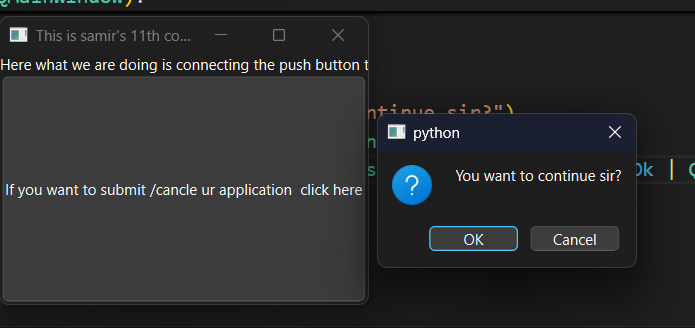 QMainWindow):
This is samir's 11th co...
Here what we are doing is connecting the push button t
ntinue sir?")
python
You want to continue sir?
Ok | Q
If you want to submit /cancle ur application  click here
OK
Cancel